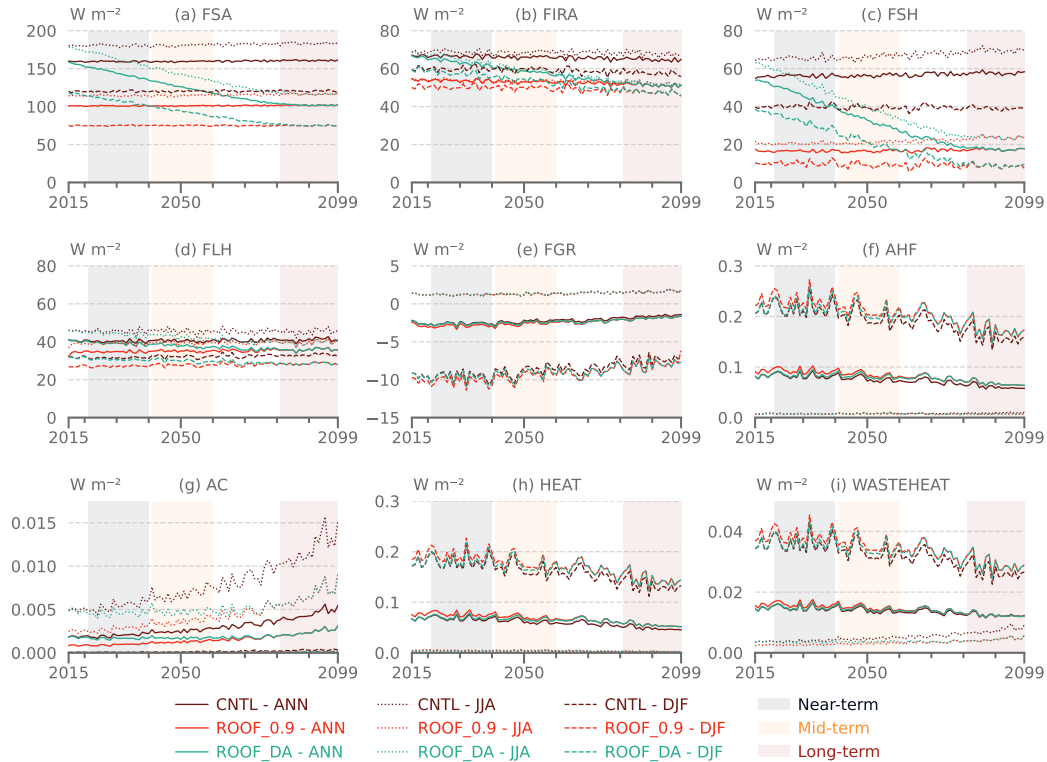 W m⁻² (a) FSA
W m⁻² (b) FIRA
W m⁻² (c) FSH
200
150
100
50
0
2015 2050 2099
80
60
40
20
0
2015 2050 2099
80
60
40
20
0
2015 2050 2099
W m⁻² (d) FLH
W m⁻² (e) FGR
W m⁻² (f) AHF
80
60
40
20
0
2015 2050 2099
5
0
−5
−10
−15
2015 2050 2099
0.3
0.2
0.1
0.0
2015 2050 2099
W m⁻² (g) AC
W m⁻² (h) HEAT
W m⁻² (i) WASTEHEAT
0.015
0.010
0.005
0.000
2015 2050 2099
0.3
0.2
0.1
0.0
2015 2050 2099
0.04
0.02
0.00
2015 2050 2099
CNTL - ANN CNTL - JJA CNTL - DJF Near-term
ROOF_0.9 - ANN ROOF_0.9 - JJA ROOF_0.9 - DJF Mid-term
ROOF_DA - ANN ROOF_DA - JJA ROOF_DA - DJF Long-term